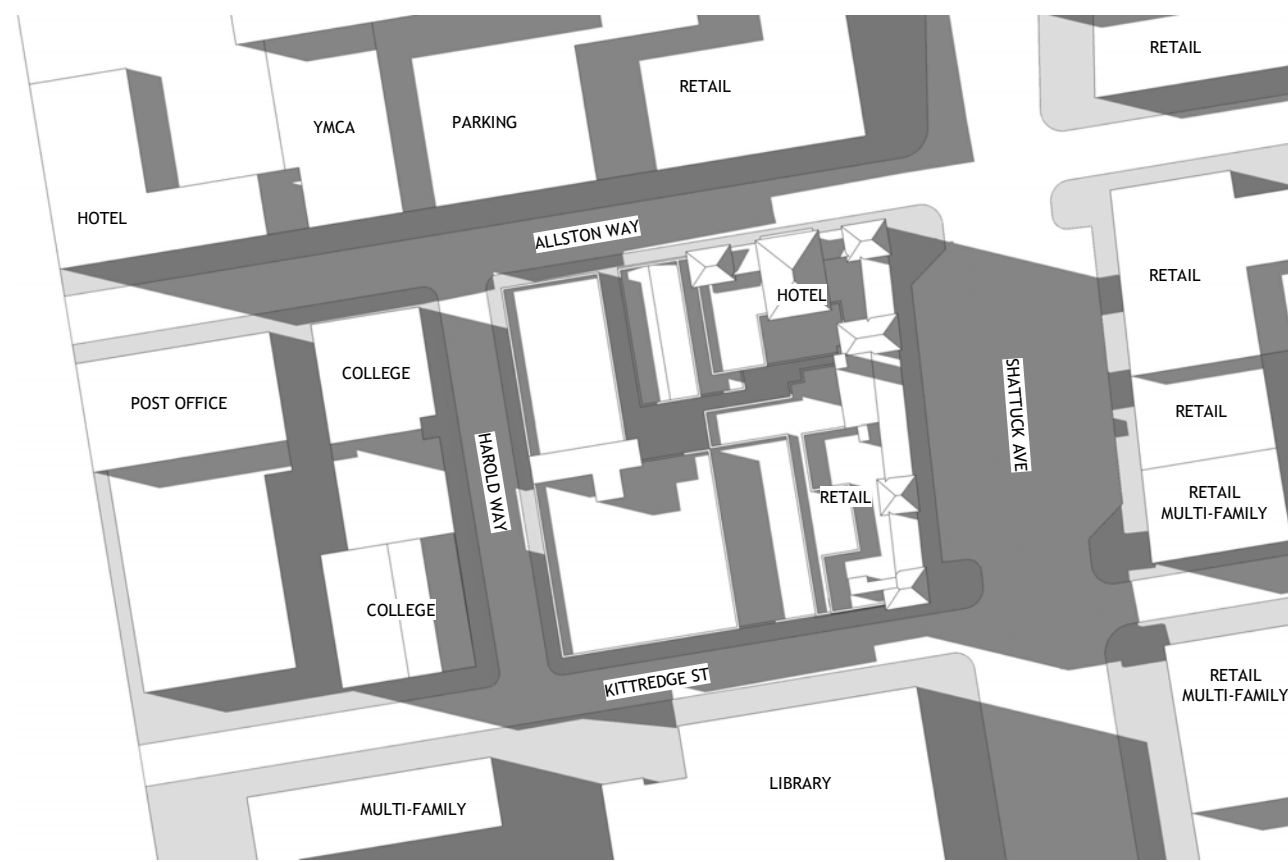 RETAIL
RETAIL
PARKING
YMCA
HOTEL
ALLSTON WAY
RETAIL
HOTEL
COLLEGE
POST OFFICE
SHATTUCK AVE
RETAIL
HAROLD WAY
RETAIL
RETAIL
MULTI-FAMILY
COLLEGE
KITTREDGE ST
RETAIL
MULTI-FAMILY
LIBRARY
MULTI-FAMILY